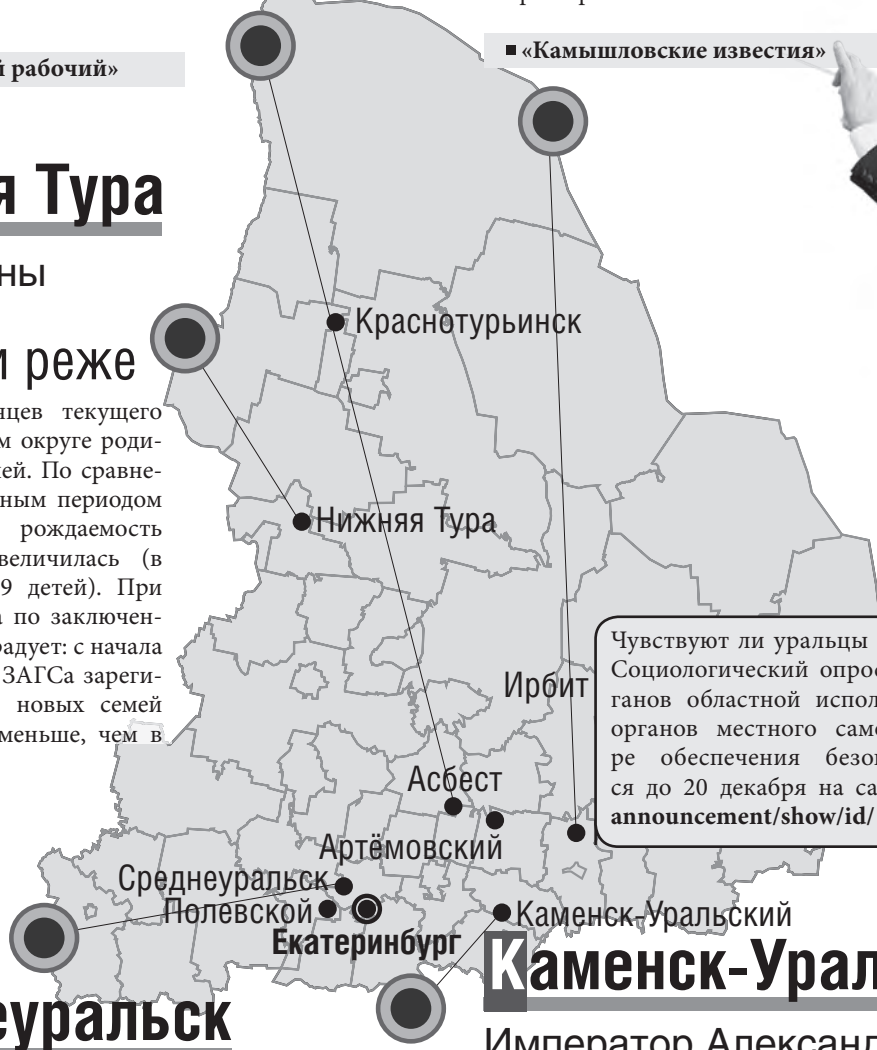 й рабочий»
я Тура
ны
и реже
нцев текущего
м округе роди-
ей. По сравне-
ным периодом
рождаемость
величилась (в
9 детей). При
а по заключен-
радует: с начала
ЗАГСа зареги-
новых семей
меньше, чем в
«Камышловские известия»
Краснотурьинск
Нижняя Тура
Ирбит
Асбест
Артёмовский
Среднеуральск
Полевской
Екатеринбург
Каменск-Уральский
Чувствуют ли уральцы
Социологический опрос
ганов областной испол
органов местного само
ре обеспечения безоп
ся до 20 декабря на са
announcement/show/id/
еуральск
Каменск-Урал
Император Александ